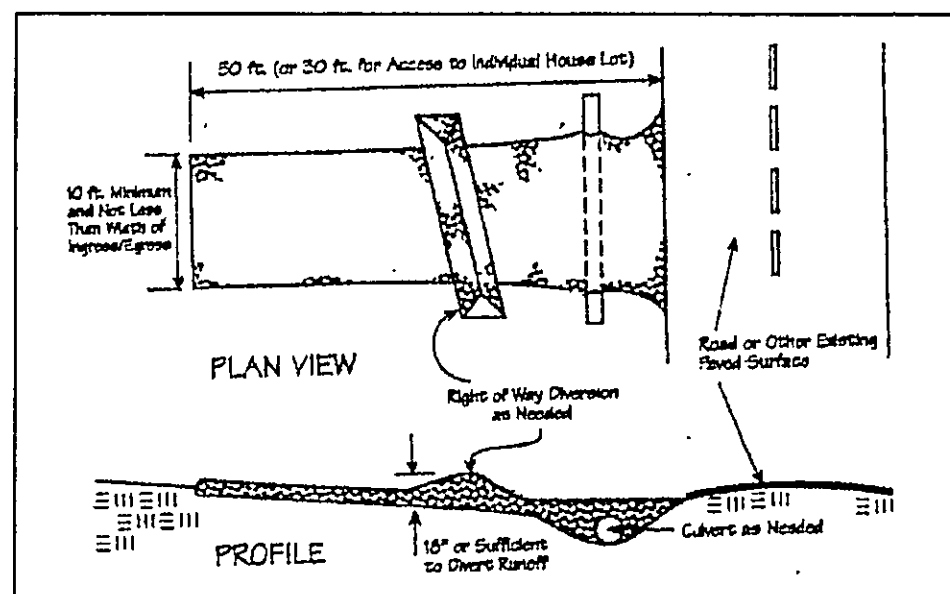 50 ft. (or 30 ft. for Access to Individual House Lot)
10 ft. Minimum
and Not Less
Than Width of
Ingress/Egress
PLAN VIEW
Right of Way Diversion
as Needed
Road or Other Existing
Paved Surface
Culvert as Needed
PROFILE
18" or Sufficient
to Divert Runoff